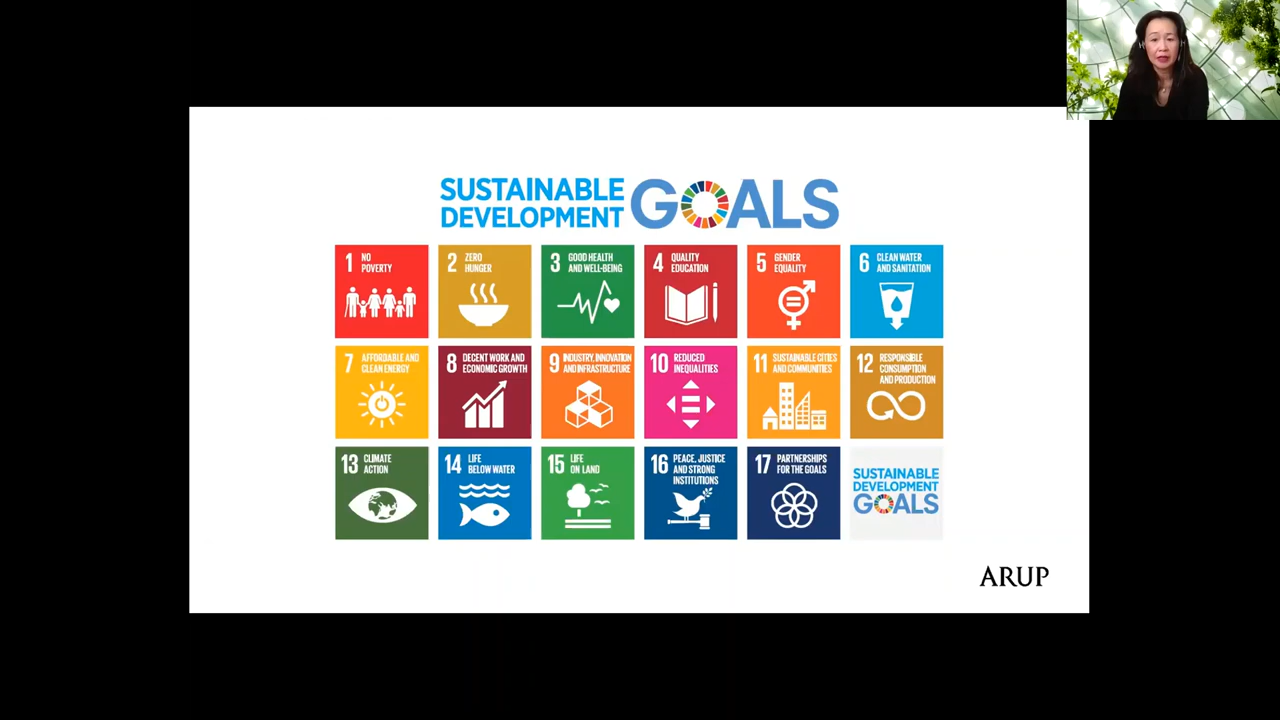 SUSTAINABLE
DEVELOPMENT
GOALS
1 NO
POVERTY
2 ZERO
HUNGER
3 GOOD HEALTH
AND WELL-BEING
4 QUALITY
EDUCATION
5 GENDER
EQUALITY
6 CLEAN WATER
AND SANITATION
7 AFFORDABLE AND
CLEAN ENERGY
8 DECENT WORK AND
ECONOMIC GROWTH
9 INDUSTRY, INNOVATION
AND INFRASTRUCTURE
10 REDUCED
INEQUALITIES
11 SUSTAINABLE CITIES
AND COMMUNITIES
12 RESPONSIBLE
CONSUMPTION
AND PRODUCTION
13 CLIMATE
ACTION
14 LIFE
BELOW WATER
15 LIFE
ON LAND
16 PEACE, JUSTICE
AND STRONG
INSTITUTIONS
17 PARTNERSHIPS
FOR THE GOALS
SUSTAINABLE
DEVELOPMENT
GOALS
ARUP